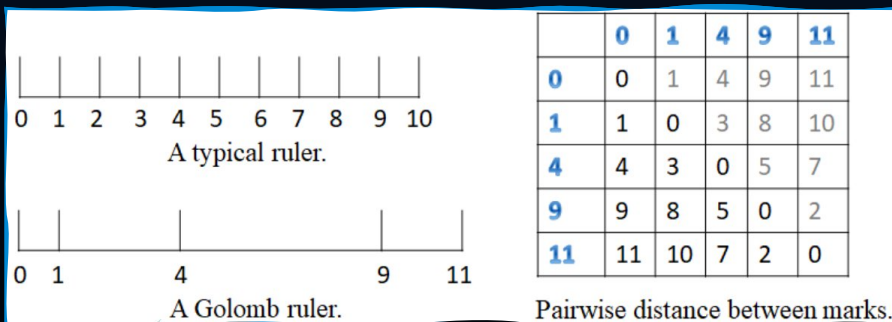 0 1 2 3 4 5 6 7 8 9 10
A typical ruler.
0 1 4 9 11
A Golomb ruler.
0 1 4 9 11
0 0 1 4 9 11
1 1 0 3 8 10
4 4 3 0 5 7
9 9 8 5 0 2
11 11 10 7 2 0
Pairwise distance between marks.